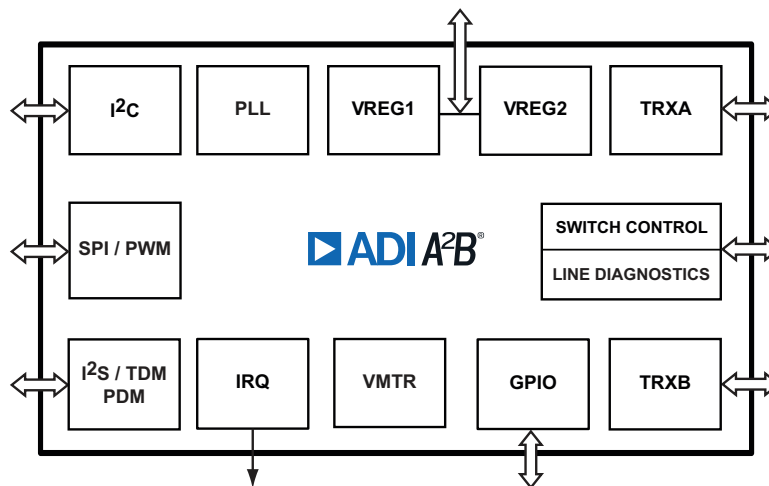 I²C
PLL
VREG1
VREG2
TRXA
SPI / PWM
ADI A²B®
SWITCH CONTROL
LINE DIAGNOSTICS
I²S / TDM
PDM
IRQ
VMTR
GPIO
TRXB